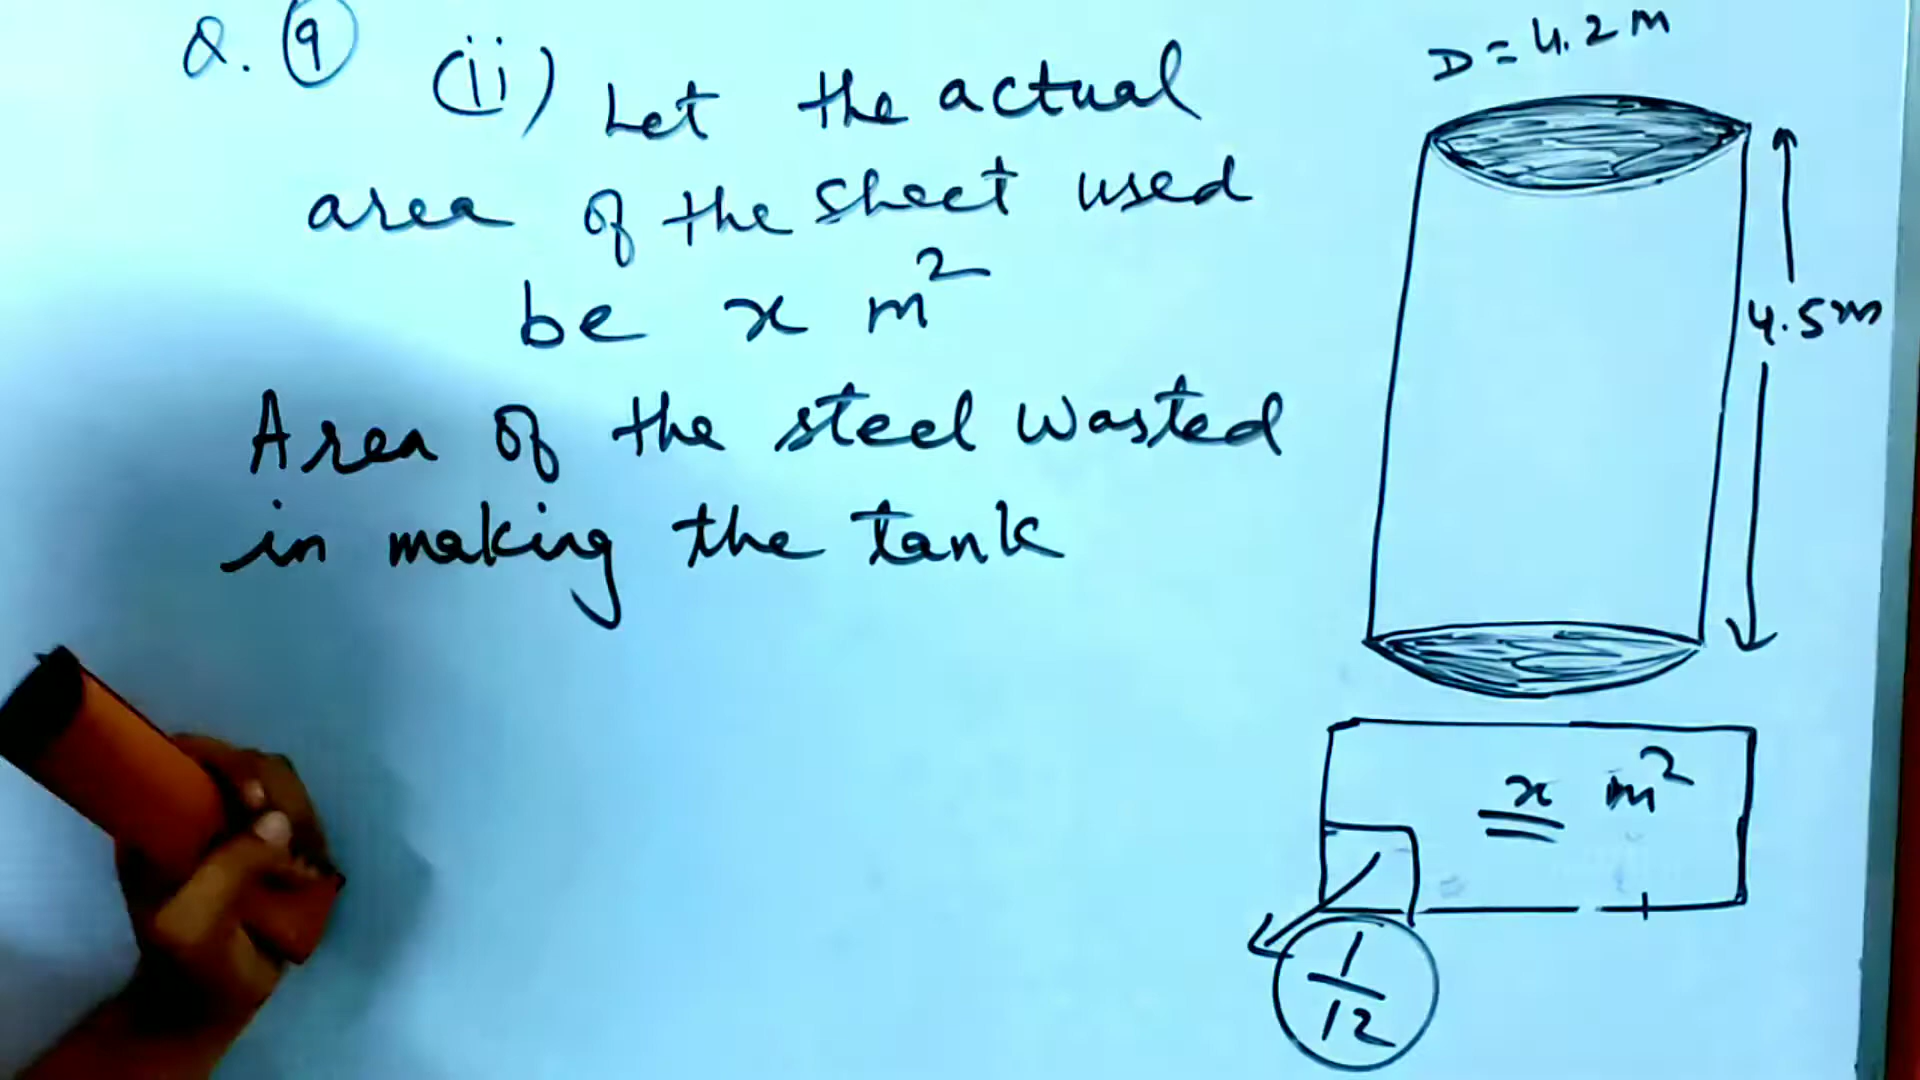 Q. 9 (ii) Let the actual
area of the sheet used
be x m²
Area of the steel wasted
in making the tank
D = 4.2 m
4.5m
x m²
1/12